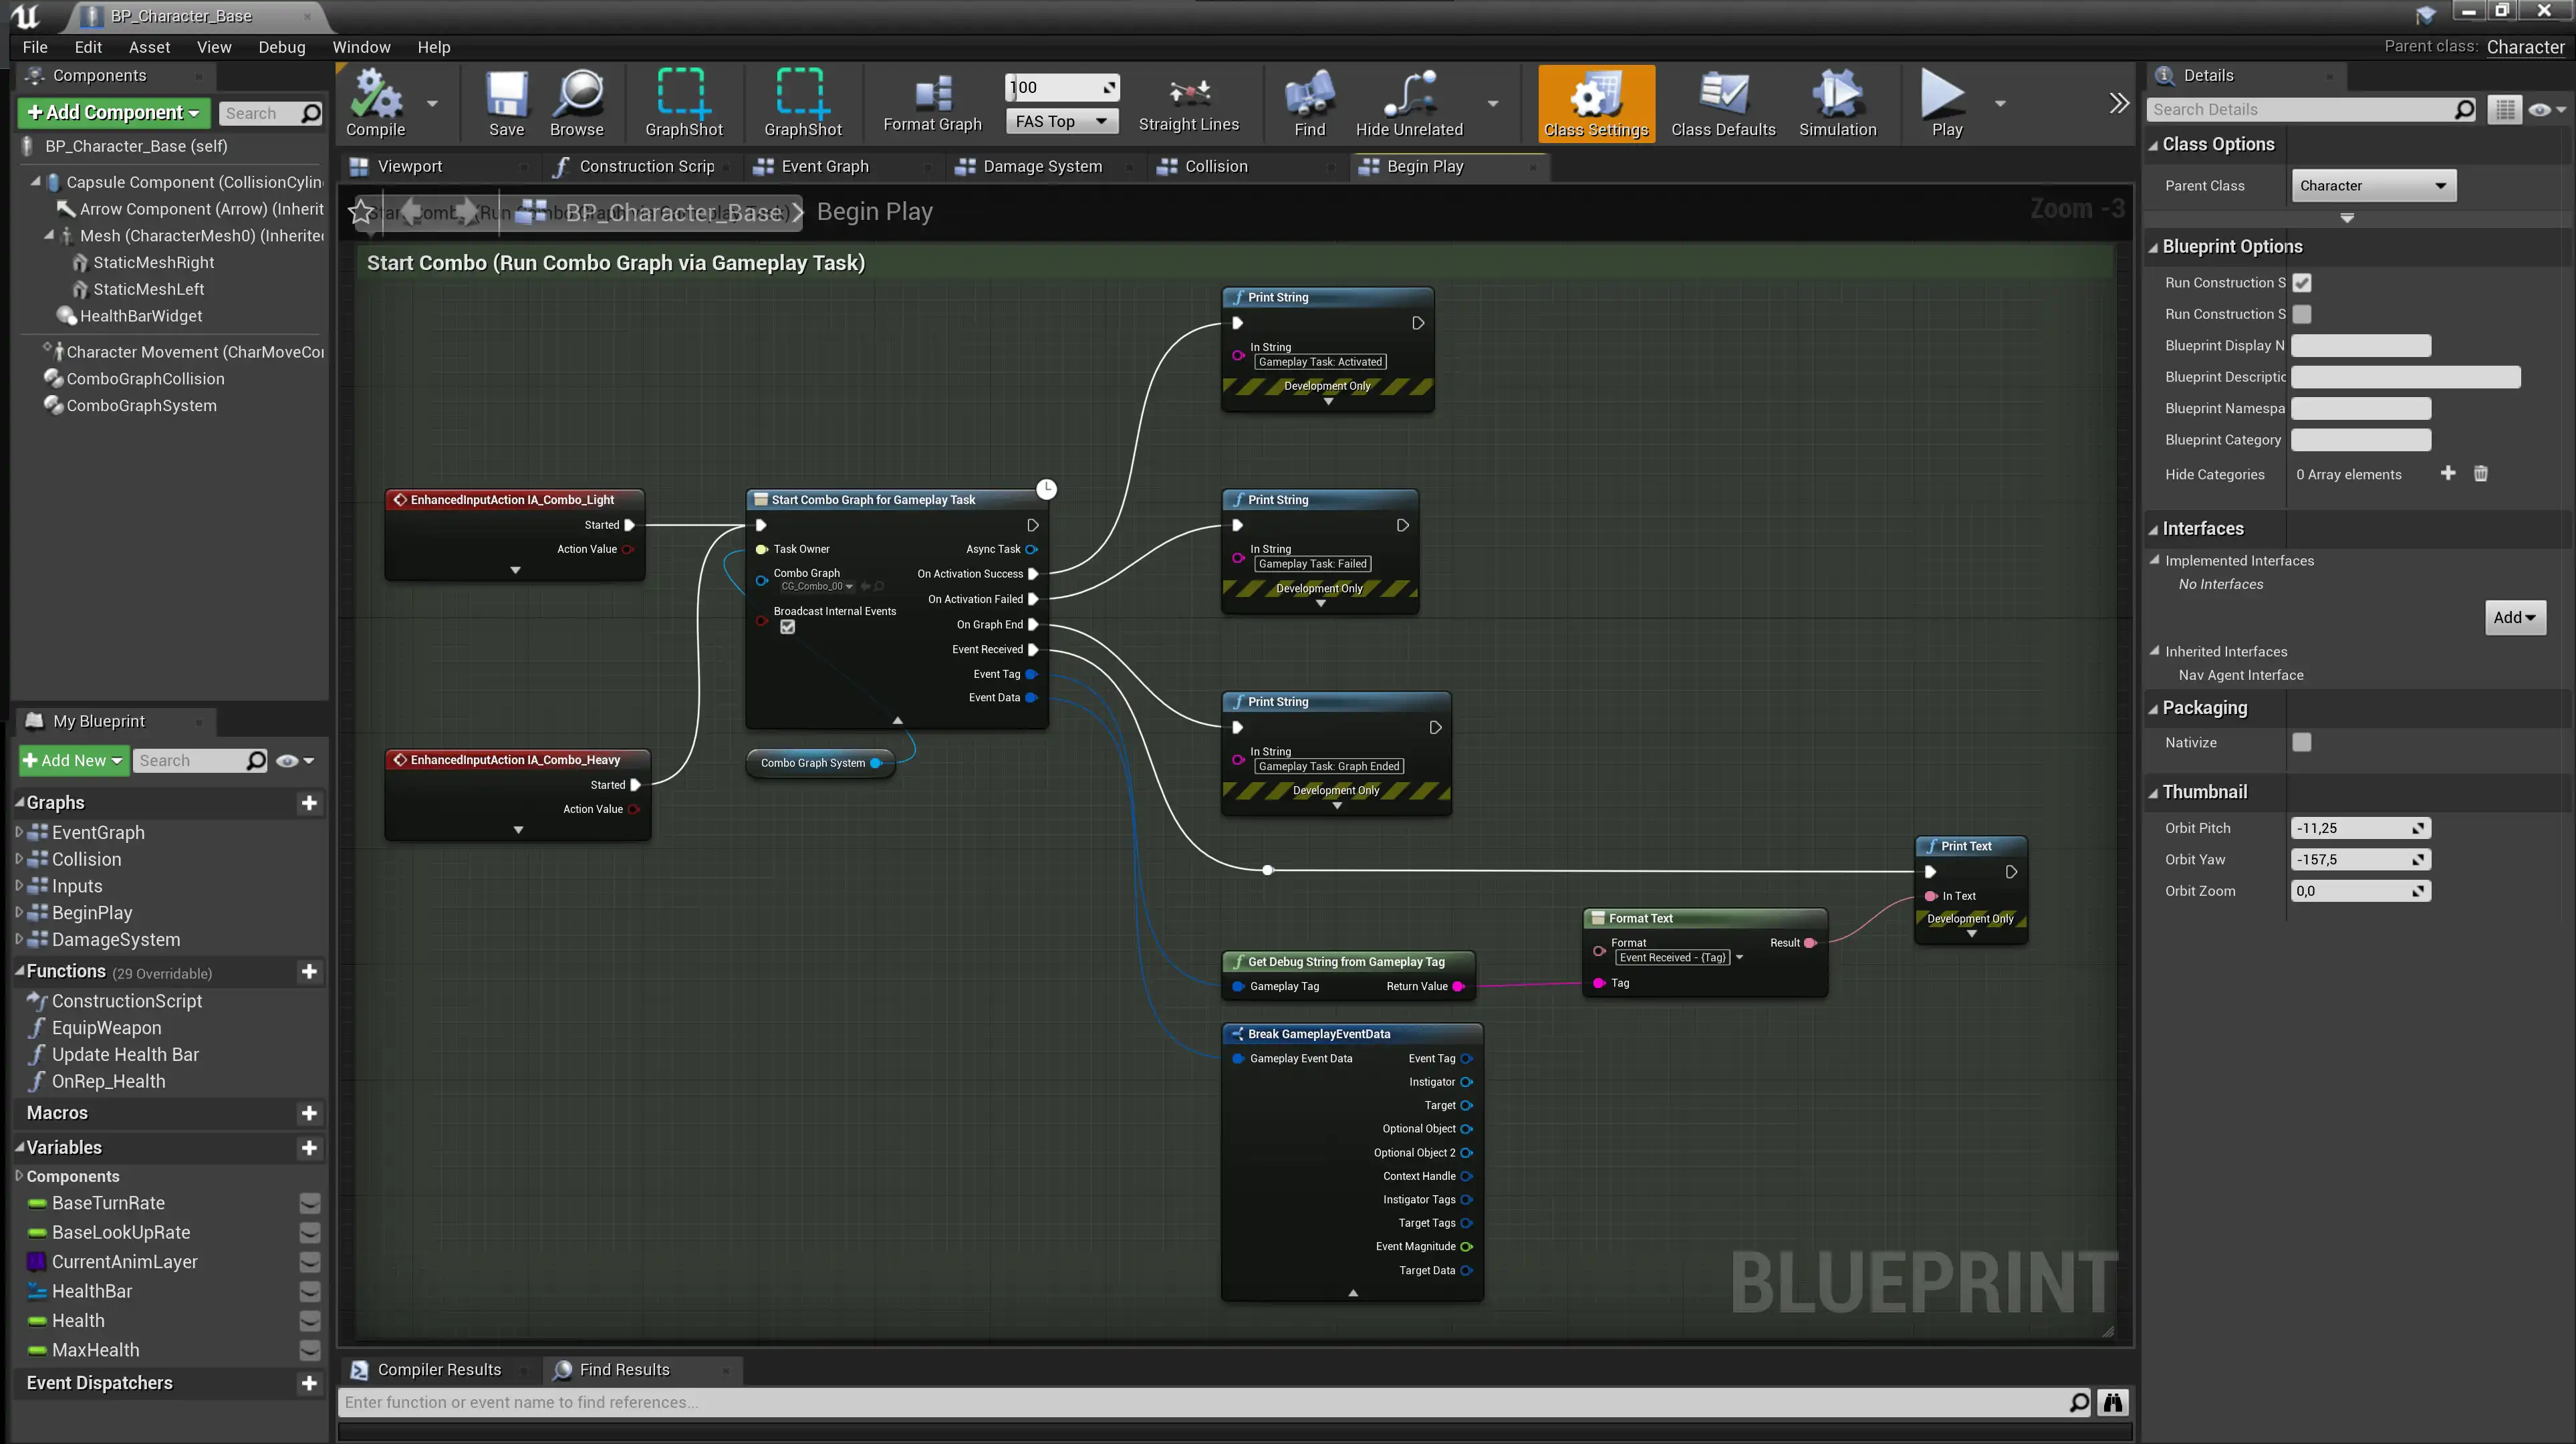 BP_Character_Base
File Edit Asset View Debug Window Help
Parent class: Character
Components
Add Component
Search
BP_Character_Base (self)
Capsule Component (CollisionCylin
Arrow Component (Arrow) (Inherit
Mesh (CharacterMesh0) (Inherite
StaticMeshRight
StaticMeshLeft
HealthBarWidget
Character Movement (CharMoveCo
ComboGraphCollision
ComboGraphSystem
My Blueprint
Add New
Search
Graphs
EventGraph
Collision
Inputs
BeginPlay
DamageSystem
Functions (29 Overridable)
ConstructionScript
EquipWeapon
Update Health Bar
OnRep_Health
Macros
Variables
Components
BaseTurnRate
BaseLookUpRate
CurrentAnimLayer
HealthBar
Health
MaxHealth
Event Dispatchers
Compile
Save
Browse
GraphShot
GraphShot
Format Graph
100
FAS Top
Straight Lines
Find
Hide Unrelated
Class Settings
Class Defaults
Simulation
Play
Viewport
Construction Scrip
Event Graph
Damage System
Collision
Begin Play
BP_Character_Base > Begin Play
Zoom -3
Start Combo (Run Combo Graph via Gameplay Task)
EnhancedInputAction IA_Combo_Light
Started
Action Value
EnhancedInputAction IA_Combo_Heavy
Started
Action Value
Start Combo Graph for Gameplay Task
Task Owner
Combo Graph
CG_Combo_00
Broadcast Internal Events
Async Task
On Activation Success
On Activation Failed
On Graph End
Event Received
Event Tag
Event Data
Combo Graph System
Print String
In String
Gameplay Task: Activated
Development Only
Print String
In String
Gameplay Task: Failed
Development Only
Print String
In String
Gameplay Task: Graph Ended
Development Only
Print Text
In Text
Development Only
Format Text
Format
Event Received - {Tag}
Result
Tag
Get Debug String from Gameplay Tag
Gameplay Tag
Return Value
Break GameplayEventData
Gameplay Event Data
Event Tag
Instigator
Target
Optional Object
Optional Object 2
Context Handle
Instigator Tags
Target Tags
Event Magnitude
Target Data
BLUEPRINT
Compiler Results
Find Results
Enter function or event name to find references...
Details
Search Details
Class Options
Parent Class
Character
Blueprint Options
Run Construction S
Run Construction S
Blueprint Display N
Blueprint Descriptio
Blueprint Namespa
Blueprint Category
Hide Categories
0 Array elements
Interfaces
Implemented Interfaces
No Interfaces
Add
Inherited Interfaces
Nav Agent Interface
Packaging
Nativize
Thumbnail
Orbit Pitch
-11,25
Orbit Yaw
-157,5
Orbit Zoom
0,0